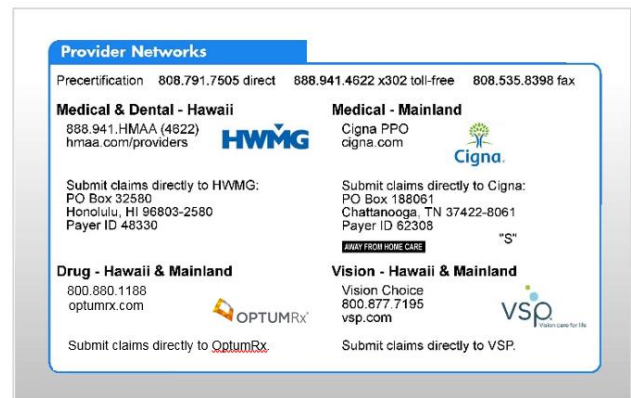 Provider Networks
Precertification 808.791.7505 direct 888.941.4622 x302 toll-free 808.535.8398 fax
Medical & Dental - Hawaii
888.941.HMAA (4622)
hmaa.com/providers
HWMG
Submit claims directly to HWMG:
PO Box 32580
Honolulu, HI 96803-2580
Payer ID 48330
Medical - Mainland
Cigna PPO
cigna.com
Cigna.
Submit claims directly to Cigna:
PO Box 188061
Chattanooga, TN 37422-8061
Payer ID 62308
AWAY FROM HOME CARE
"S"
Drug - Hawaii & Mainland
800.880.1188
optumrx.com
OPTUMRx®
Submit claims directly to OptumRx.
Vision - Hawaii & Mainland
Vision Choice
800.877.7195
vsp.com
vsp.
Vision care for life
Submit claims directly to VSP.